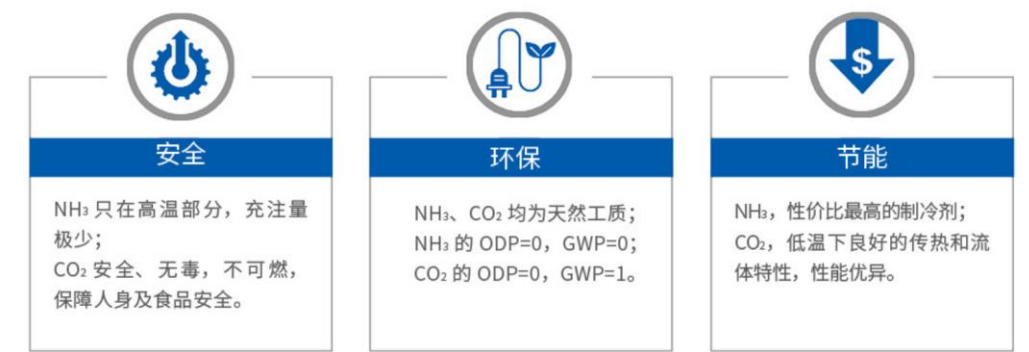 安全
NH₃ 只在高温部分，充注量
极少；
CO₂ 安全、无毒，不可燃，
保障人身及食品安全。
环保
NH₃、CO₂ 均为天然工质；
NH₃ 的 ODP=0，GWP=0；
CO₂ 的 ODP=0，GWP=1。
$
节能
NH₃，性价比最高的制冷剂；
CO₂，低温下良好的传热和流
体特性，性能优异。